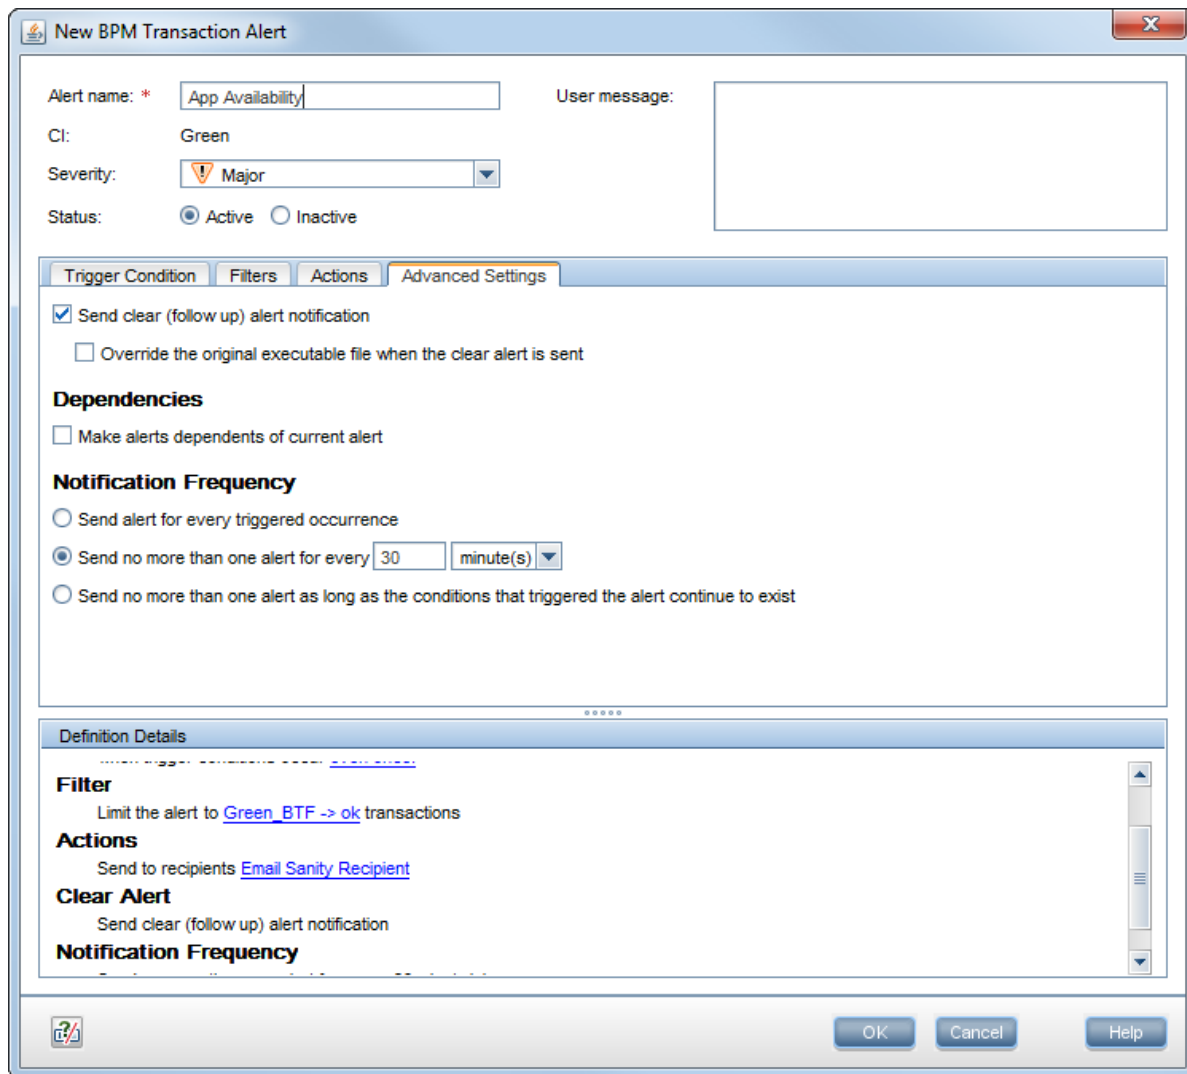 New BPM Transaction Alert
Alert name: * App Availability User message:
CI: Green
Severity: Major
Status: Active Inactive
Trigger Condition Filters Actions Advanced Settings
Send clear (follow up) alert notification
Override the original executable file when the clear alert is sent
Dependencies
Make alerts dependents of current alert
Notification Frequency
Send alert for every triggered occurrence
Send no more than one alert for every 30 minute(s)
Send no more than one alert as long as the conditions that triggered the alert continue to exist
Definition Details
Filter
Limit the alert to Green_BTF -> ok transactions
Actions
Send to recipients Email Sanity Recipient
Clear Alert
Send clear (follow up) alert notification
Notification Frequency
OK Cancel Help